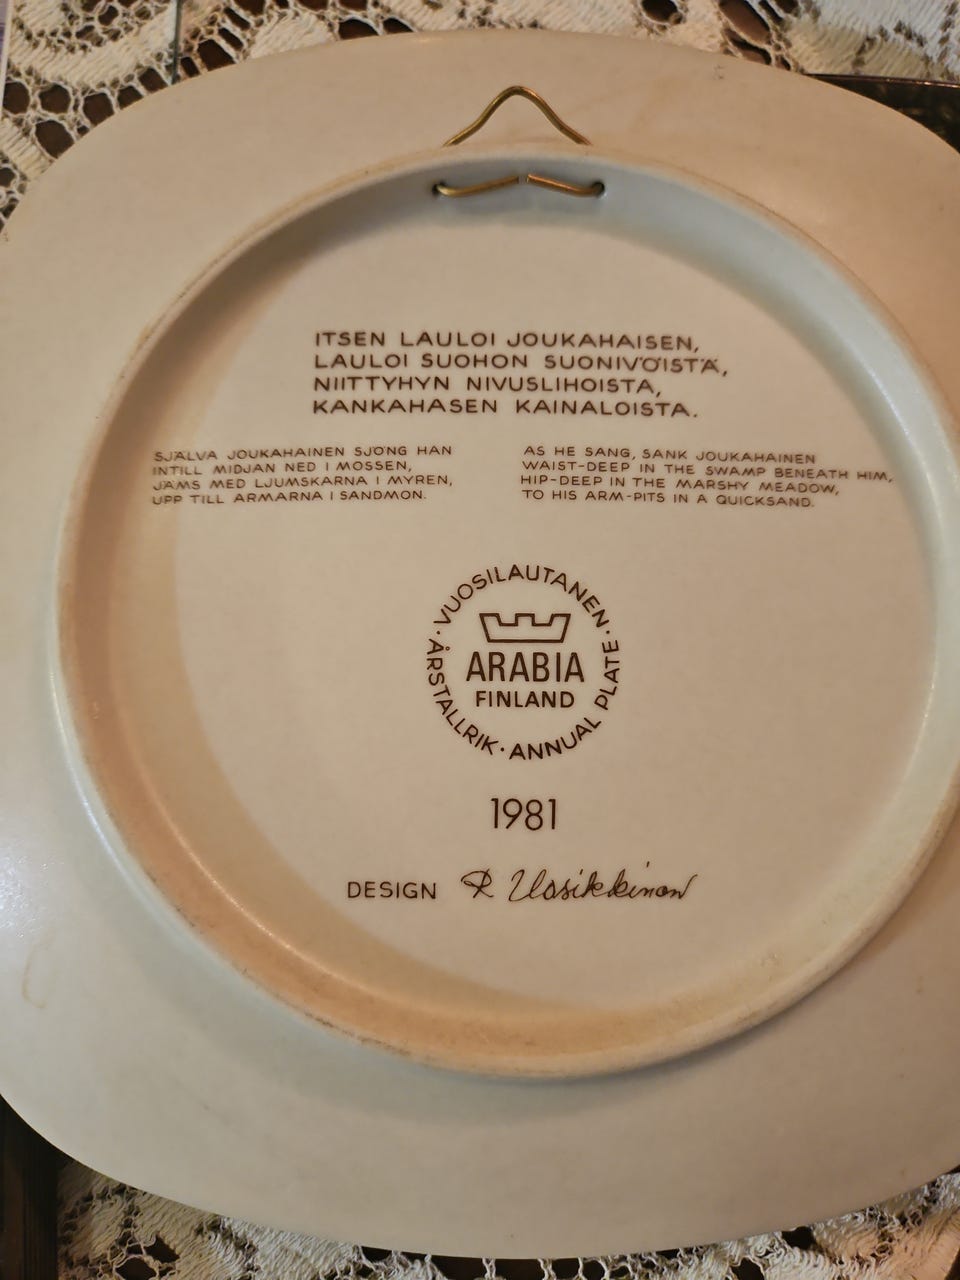 ITSEN LAULOI JOUKAHAISEN,
LAULOI SUOHON SUONIVÖISTÄ,
NIITTYHYN NIVUSLIHOISTA,
KANKAHASEN KAINALOISTA.
SJÄLVA JOUKAHAINEN SJÖNG HAN
INTILL MIDJAN NED I MOSSEN,
JÄMS MED LJUMSKARNA I MYREN,
UPP TILL ARMARNA I SANDMON.
AS HE SANG, SANK JOUKAHAINEN
WAIST-DEEP IN THE SWAMP BENEATH HIM,
HIP-DEEP IN THE MARSHY MEADOW,
TO HIS ARM-PITS IN A QUICKSAND.
VUOSILAUTANEN · ANNUAL PLATE · ÅRSTALLRIK ·
ARABIA
FINLAND
1981
DESIGN R Uosikkinen